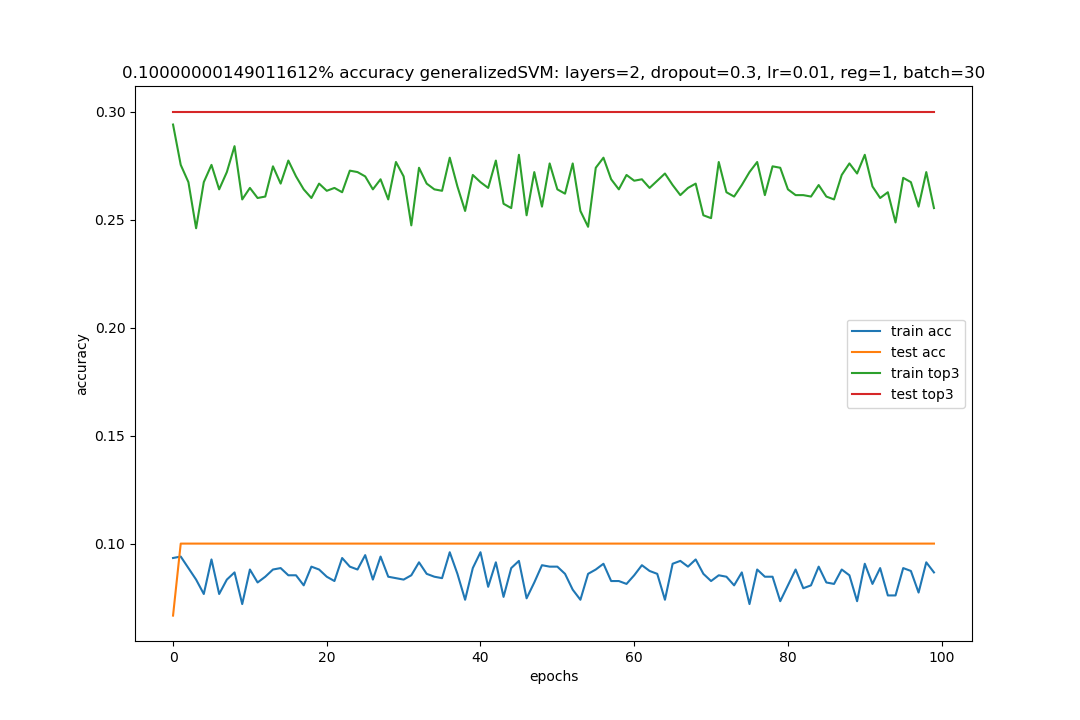 0.10000000149011612% accuracy generalizedSVM: layers=2, dropout=0.3, lr=0.01, reg=1, batch=30
0.30
0.25
0.20
0.15
0.10
accuracy
train acc
test acc
train top3
test top3
0 20 40 60 80 100
epochs